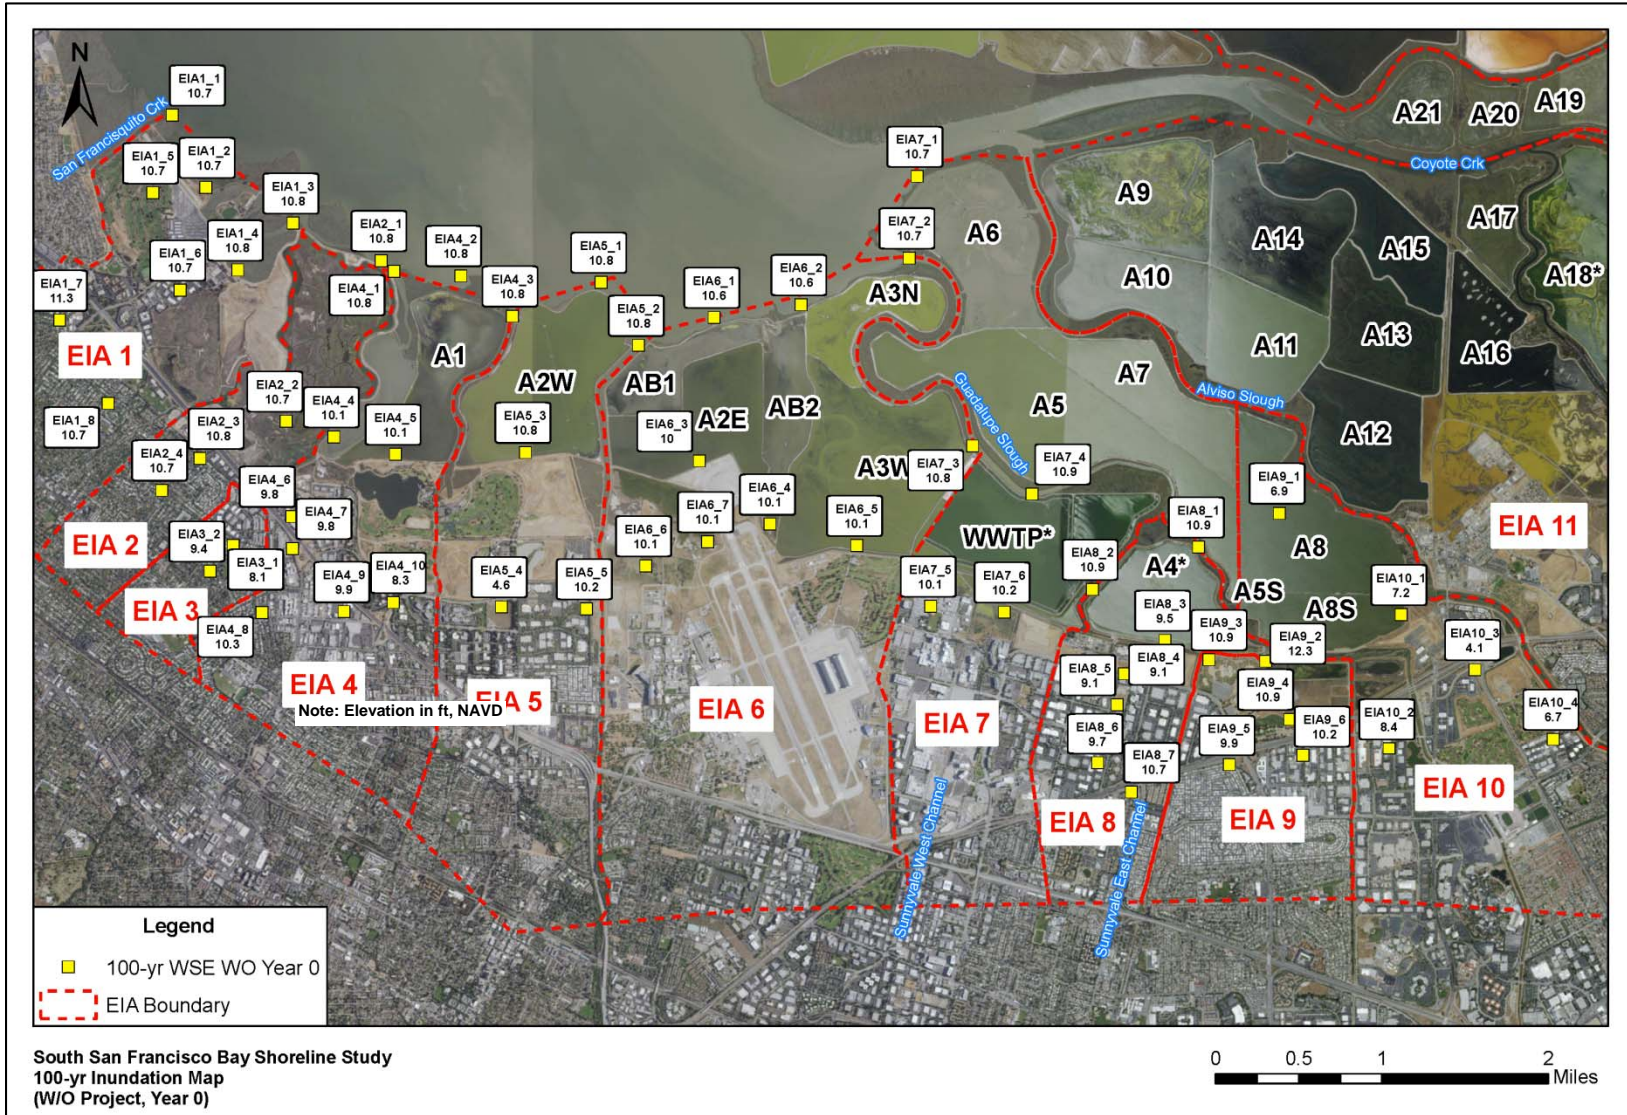 N
EIA1_1
10.7
San Francisquito Crk
EIA1_5
10.7
EIA1_2
10.7
EIA1_3
10.8
EIA1_4
10.8
EIA1_6
10.7
EIA1_7
11.3
EIA 1
EIA1_8
10.7
EIA2_1
10.8
EIA4_1
10.8
EIA4_2
10.8
EIA4_3
10.8
EIA5_1
10.8
EIA5_2
10.8
EIA6_1
10.6
EIA6_2
10.6
EIA7_1
10.7
EIA7_2
10.7
A6
A9
A10
A14
A15
A21
A20
A19
Coyote Crk
A17
A18*
A3N
A1
A2W
AB1
A2E
AB2
A5
A7
A11
A13
A16
Alviso Slough
Guadalupe Slough
A12
EIA2_2
10.7
EIA2_3
10.8
EIA2_4
10.7
EIA4_4
10.1
EIA4_5
10.1
EIA5_3
10.8
EIA6_3
10
A3W
EIA7_3
10.8
EIA7_4
10.9
EIA4_6
9.8
EIA4_7
9.8
EIA6_7
10.1
EIA6_4
10.1
EIA6_5
10.1
EIA6_6
10.1
WWTP*
EIA8_1
10.9
EIA9_1
6.9
EIA 11
A8
EIA 2
EIA3_2
9.4
EIA3_1
8.1
EIA4_9
9.9
EIA4_10
8.3
EIA5_4
4.6
EIA5_5
10.2
EIA7_5
10.1
EIA7_6
10.2
EIA8_2
10.9
A4*
A5S
A8S
EIA10_1
7.2
EIA 3
EIA4_8
10.3
EIA8_3
9.5
EIA9_3
10.9
EIA9_2
12.3
EIA10_3
4.1
EIA 4
EIA 5
Note: Elevation in ft, NAVD
EIA 6
EIA 7
EIA8_5
9.1
EIA8_4
9.1
EIA9_4
10.9
EIA8_6
9.7
EIA8_7
10.7
EIA9_5
9.9
EIA9_6
10.2
EIA10_2
8.4
EIA10_4
6.7
EIA 8
EIA 9
EIA 10
Sunnyvale West Channel
Sunnyvale East Channel
Legend
100-yr WSE WO Year 0
EIA Boundary
South San Francisco Bay Shoreline Study
100-yr Inundation Map
(W/O Project, Year 0)
0 0.5 1 2
Miles